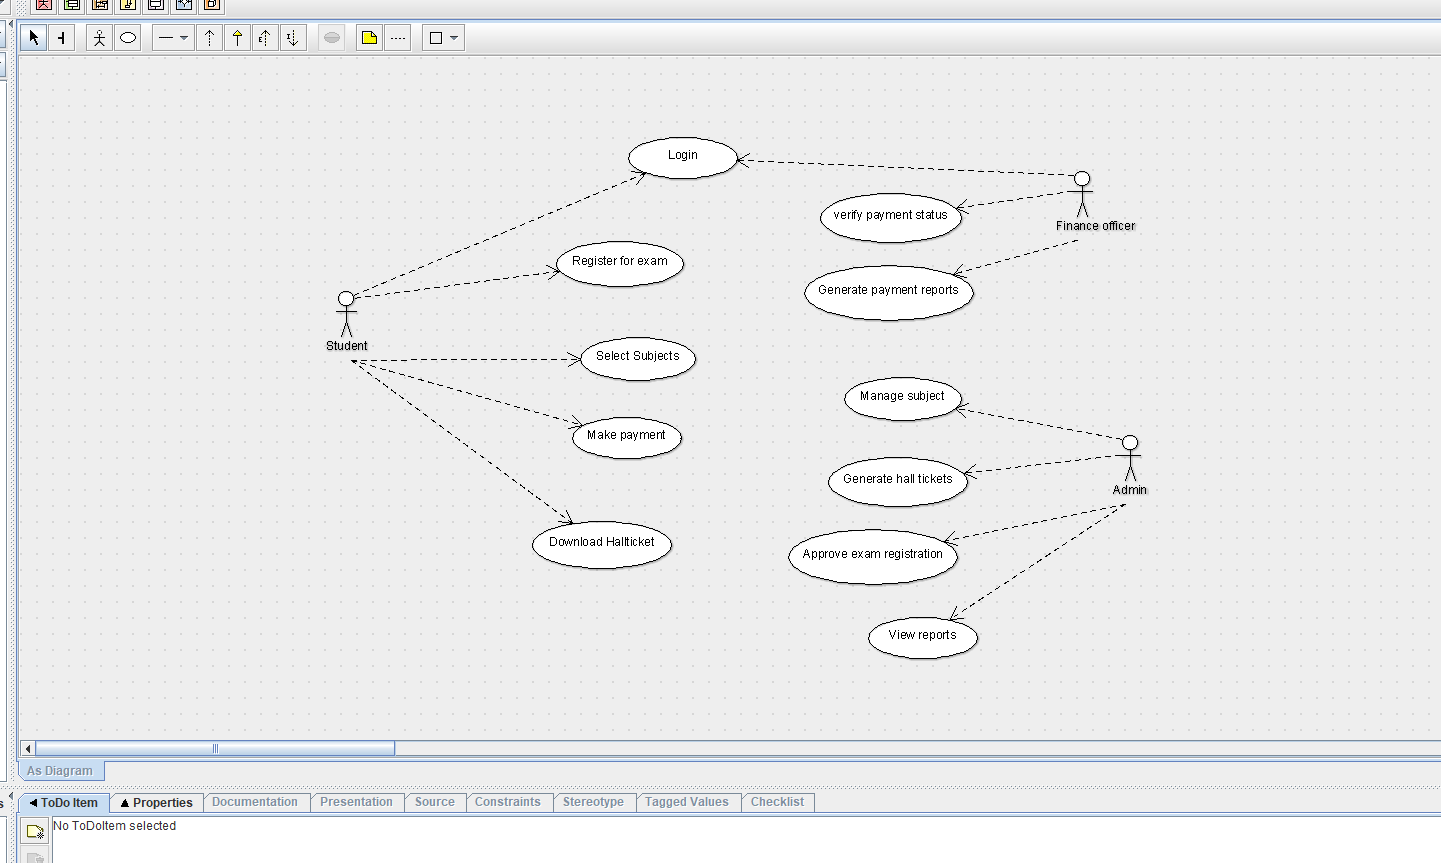 Login
verify payment status
Finance officer
Register for exam
Generate payment reports
Student
Select Subjects
Manage subject
Make payment
Generate hall tickets
Admin
Download Hallticket
Approve exam registration
View reports
As Diagram
ToDo Item
Properties
Documentation
Presentation
Source
Constraints
Stereotype
Tagged Values
Checklist
No ToDoItem selected